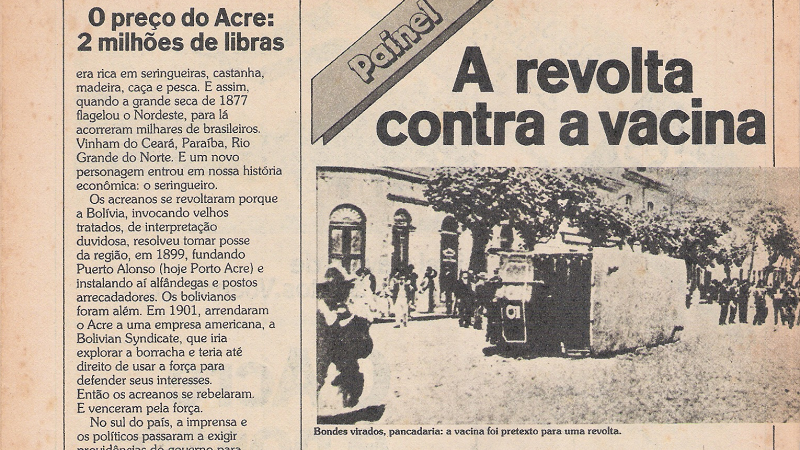 O preço do Acre:
2 milhões de libras
era rica em seringueiras, castanha,
madeira, caça e pesca. E assim,
quando a grande seca de 1877
flagelou o Nordeste, para lá
acorreram milhares de brasileiros.
Vinham do Ceará, Paraíba, Rio
Grande do Norte. E um novo
personagem entrou em nossa história
econômica: o seringueiro.
Os acreanos se revoltaram porque
a Bolívia, invocando velhos
tratados, de interpretação
duvidosa, resolveu tomar posse
da região, em 1899, fundando
Puerto Alonso (hoje Porto Acre) e
instalando aí alfândegas e postos
arrecadadores. Os bolivianos
foram além. Em 1901, arrendaram
o Acre a uma empresa americana, a
Bolivian Syndicate, que iria
explorar a borracha e teria até
direito de usar a força para
defender seus interesses.
Então os acreanos se rebelaram.
E venceram pela força.
No sul do país, a imprensa e
os políticos passaram a exigir
providências do governo para
Painel
A revolta
contra a vacina
Bondes virados, pancadaria: a vacina foi pretexto para uma revolta.